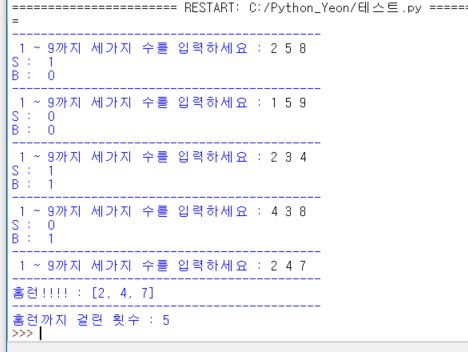 ======================= RESTART: C:/Python_Yeon/테스트.py ======
=
----------------------------------------
1 ~ 9까지 세가지 수를 입력하세요 : 2 5 8
S : 1
B : 0
----------------------------------------
1 ~ 9까지 세가지 수를 입력하세요 : 1 5 9
S : 0
B : 0
----------------------------------------
1 ~ 9까지 세가지 수를 입력하세요 : 2 3 4
S : 1
B : 1
----------------------------------------
1 ~ 9까지 세가지 수를 입력하세요 : 4 3 8
S : 0
B : 1
----------------------------------------
1 ~ 9까지 세가지 수를 입력하세요 : 2 4 7
----------------------------------------
홈런!!!! : [2, 4, 7]
----------------------------------------
홈런까지 걸린 횟수 : 5
>>>